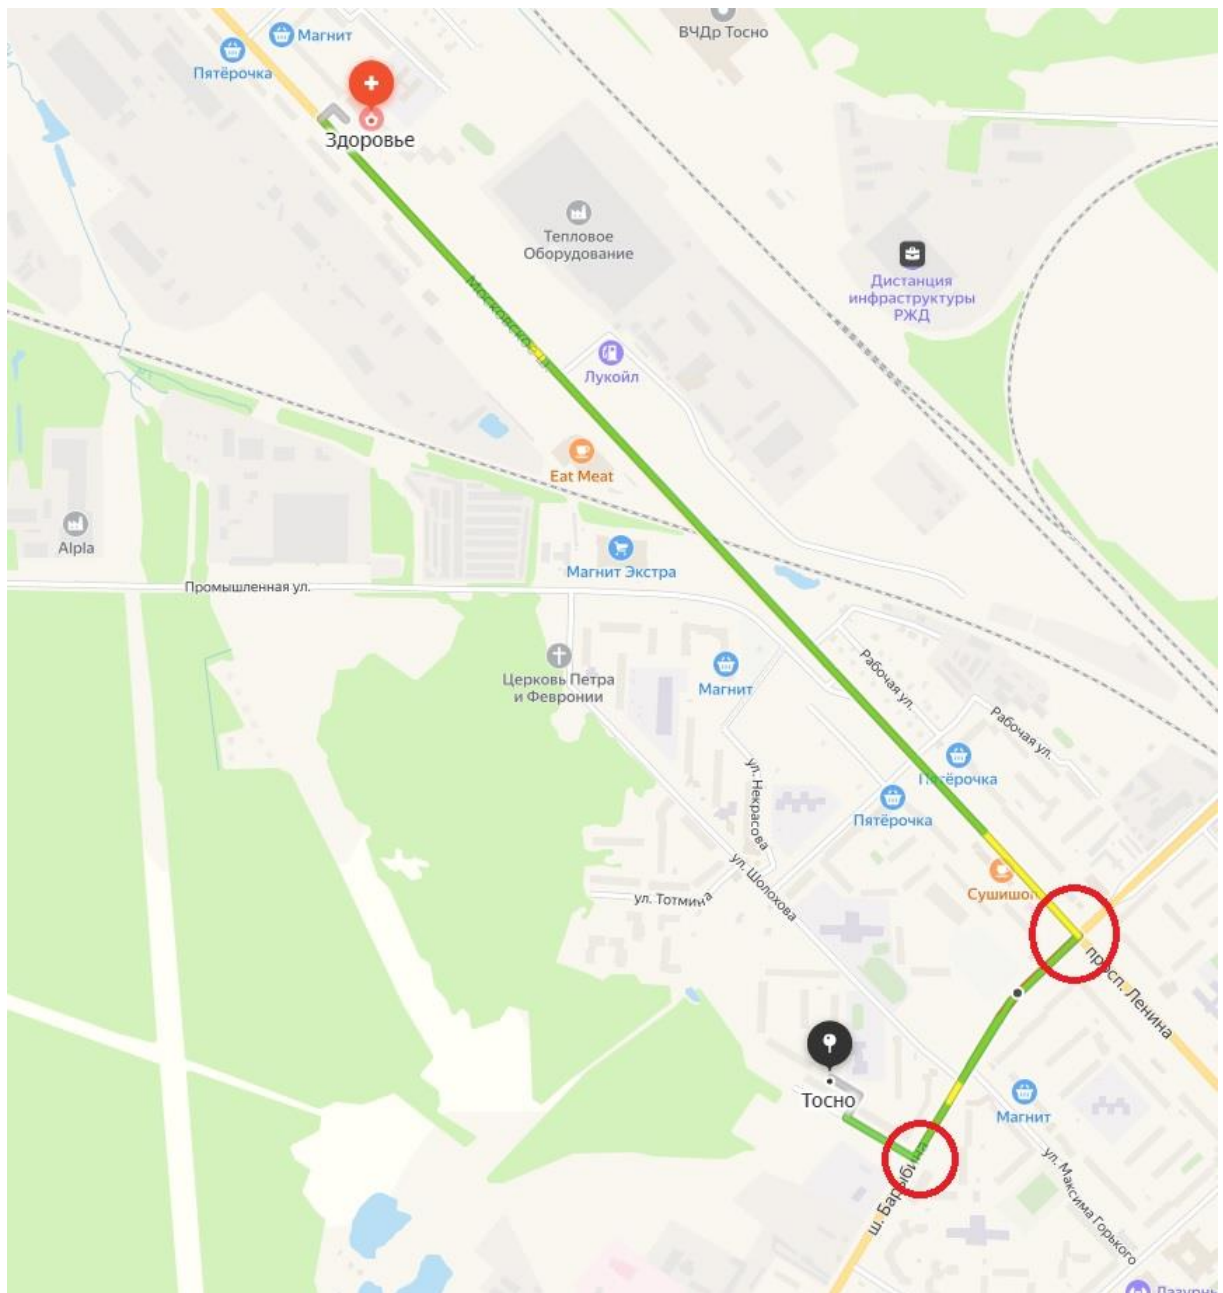 ВЧДр Тосно
Магнит
Пятёрочка
Здоровье
Тепловое
Оборудование
Дистанция
инфраструктуры
РЖД
Лукойл
Eat Meat
Alpla
Магнит Экстра
Промышленная ул.
Церковь Петра
и Февронии
Магнит
Рабочая ул.
Рабочая ул.
Пятёрочка
ул. Некрасова
Пятёрочка
ул. Шолохова
ул. Тотмина
просп. Ленина
Тосно
Магнит
ш. Барыбина
ул. Максима Горького